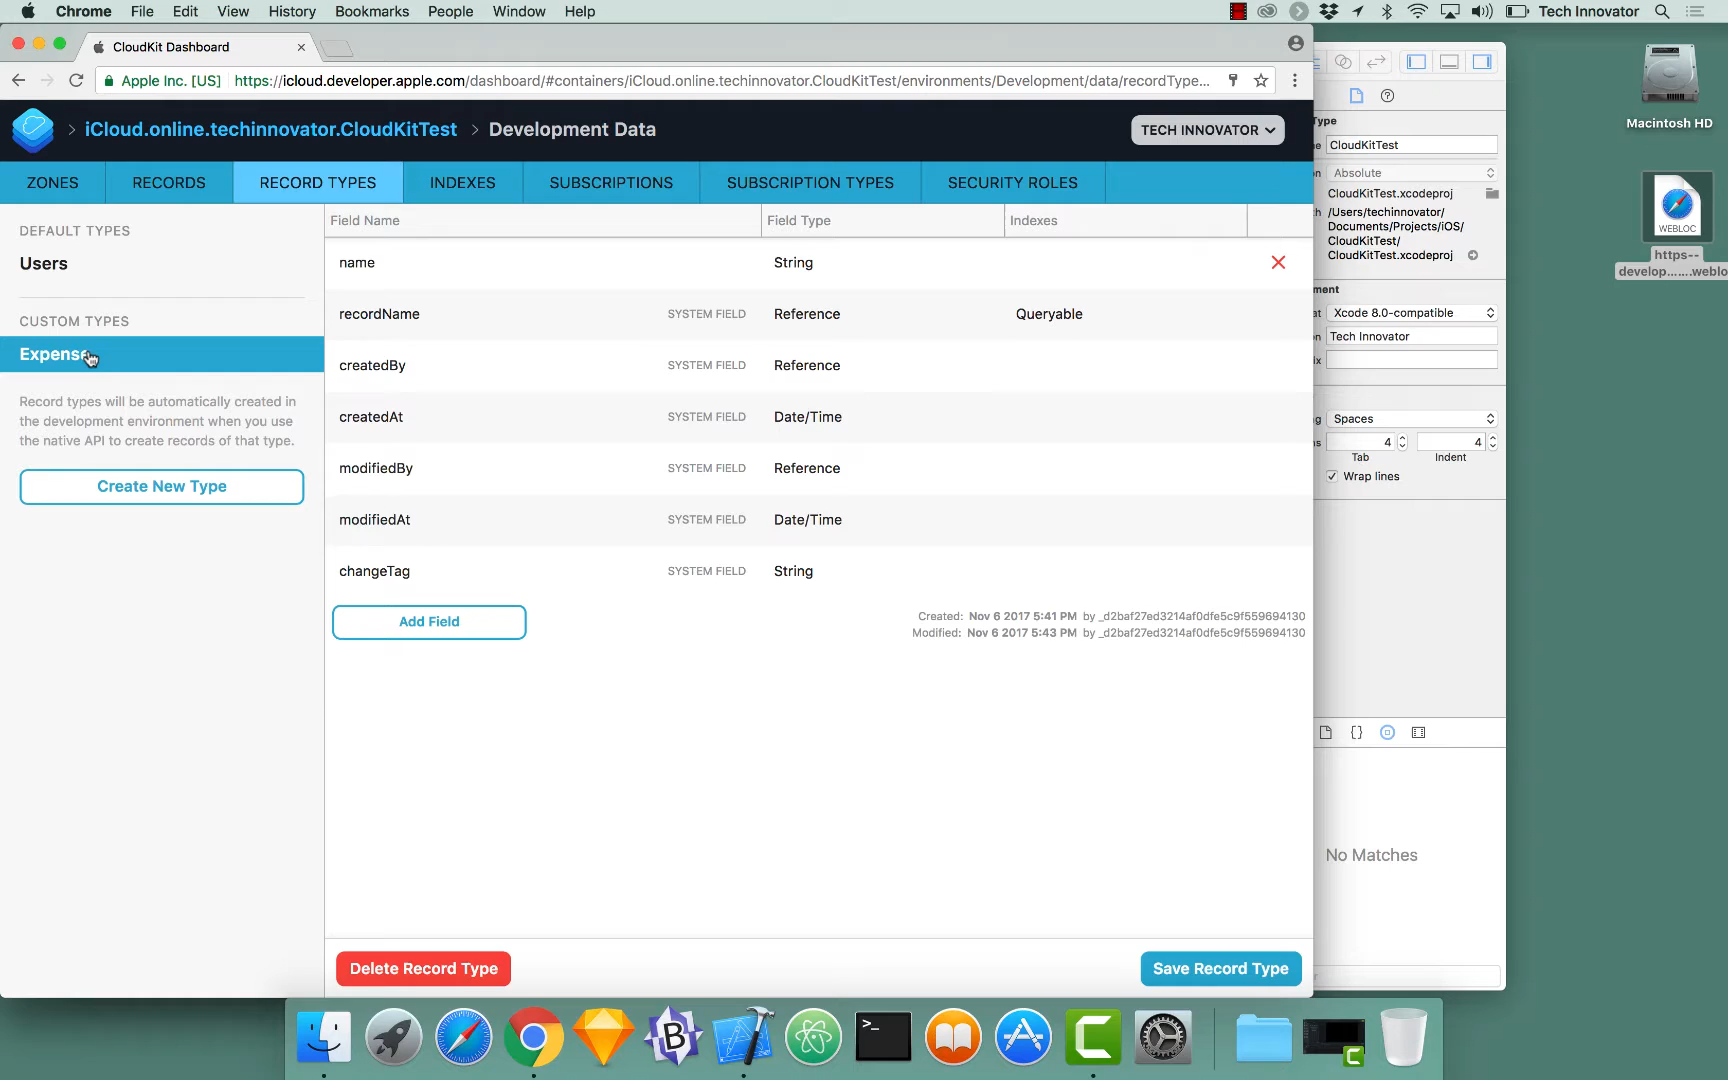 Chrome File Edit View History Bookmarks People Window Help
Tech Innovator
CloudKit Dashboard
Apple Inc. [US] https://icloud.developer.apple.com/dashboard/#containers/iCloud.online.techinnovator.CloudKitTest/environments/Development/data/recordType...
iCloud.online.techinnovator.CloudKitTest > Development Data
TECH INNOVATOR
ZONES RECORDS RECORD TYPES INDEXES SUBSCRIPTIONS SUBSCRIPTION TYPES SECURITY ROLES
DEFAULT TYPES
Users
CUSTOM TYPES
Expense
Record types will be automatically created in
the development environment when you use
the native API to create records of that type.
Create New Type
Field Name Field Type Indexes
name String
recordName SYSTEM FIELD Reference Queryable
createdBy SYSTEM FIELD Reference
createdAt SYSTEM FIELD Date/Time
modifiedBy SYSTEM FIELD Reference
modifiedAt SYSTEM FIELD Date/Time
changeTag SYSTEM FIELD String
Add Field
Created: Nov 6 2017 5:41 PM by _d2baf27ed3214af0dfe5c9f559694130
Modified: Nov 6 2017 5:43 PM by _d2baf27ed3214af0dfe5c9f559694130
Delete Record Type
Save Record Type
CloudKitTest
Absolute
CloudKitTest.xcodeproj
/Users/techinnovator/
Documents/Projects/iOS/
CloudKitTest/
CloudKitTest.xcodeproj
Xcode 8.0-compatible
Tech Innovator
Spaces
4 4
Tab Indent
Wrap lines
No Matches
Macintosh HD
WEBLOC
https--
develop.......weblo